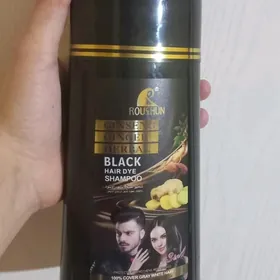 ROUSHUN
GINSENG
GINGER
HERBAL
BLACK
HAIR DYE
SHAMPOO
100% COVER GRAY WHITE HAIR